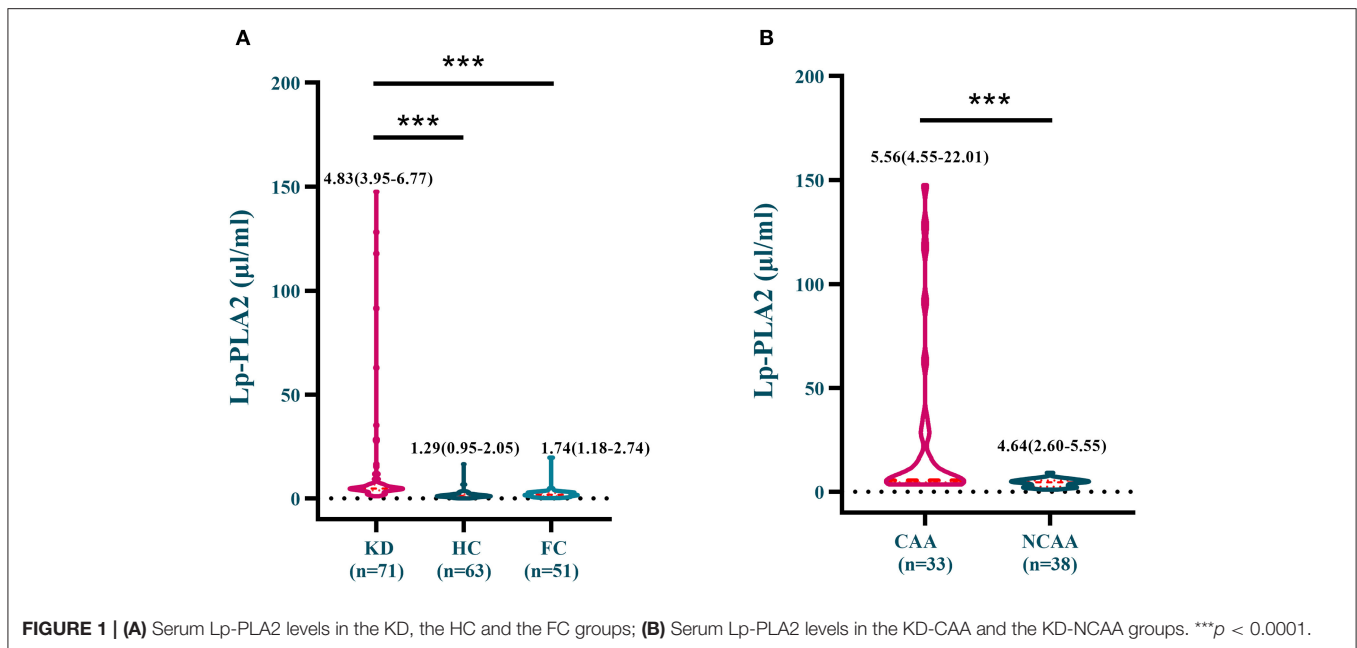 A
***
***
Lp-PLA2 (μl/ml)
200
150
100
50
0
4.83(3.95-6.77)
1.29(0.95-2.05)
1.74(1.18-2.74)
KD
(n=71)
HC
(n=63)
FC
(n=51)
B
***
Lp-PLA2 (μl/ml)
200
150
100
50
0
5.56(4.55-22.01)
4.64(2.60-5.55)
CAA
(n=33)
NCAA
(n=38)
FIGURE 1 | (A) Serum Lp-PLA2 levels in the KD, the HC and the FC groups; (B) Serum Lp-PLA2 levels in the KD-CAA and the KD-NCAA groups. ***p < 0.0001.